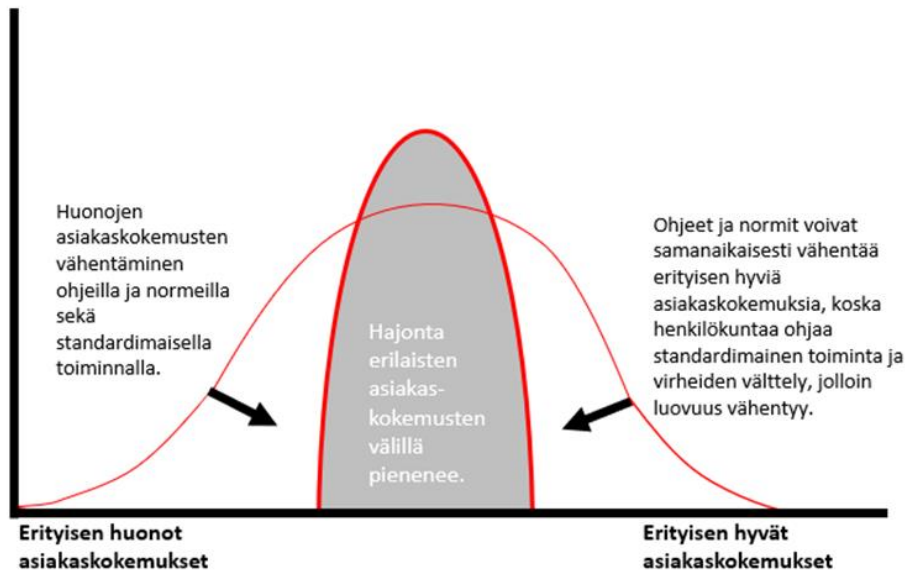 Huonojen
asiakaskokemusten
vähentäminen
ohjeilla ja normeilla
sekä
standardimaisella
toiminnalla.
Hajonta
erilaisten
asiakas-
kokemusten
välillä
pienenee.
Ohjeet ja normit voivat
samanaikaisesti vähentää
erityisen hyviä
asiakaskokemuksia, koska
henkilökuntaa ohjaa
standardimainen toiminta ja
virheiden välttely, jolloin
luovuus vähentyy.
Erityisen huonot
asiakaskokemukset
Erityisen hyvät
asiakaskokemukset